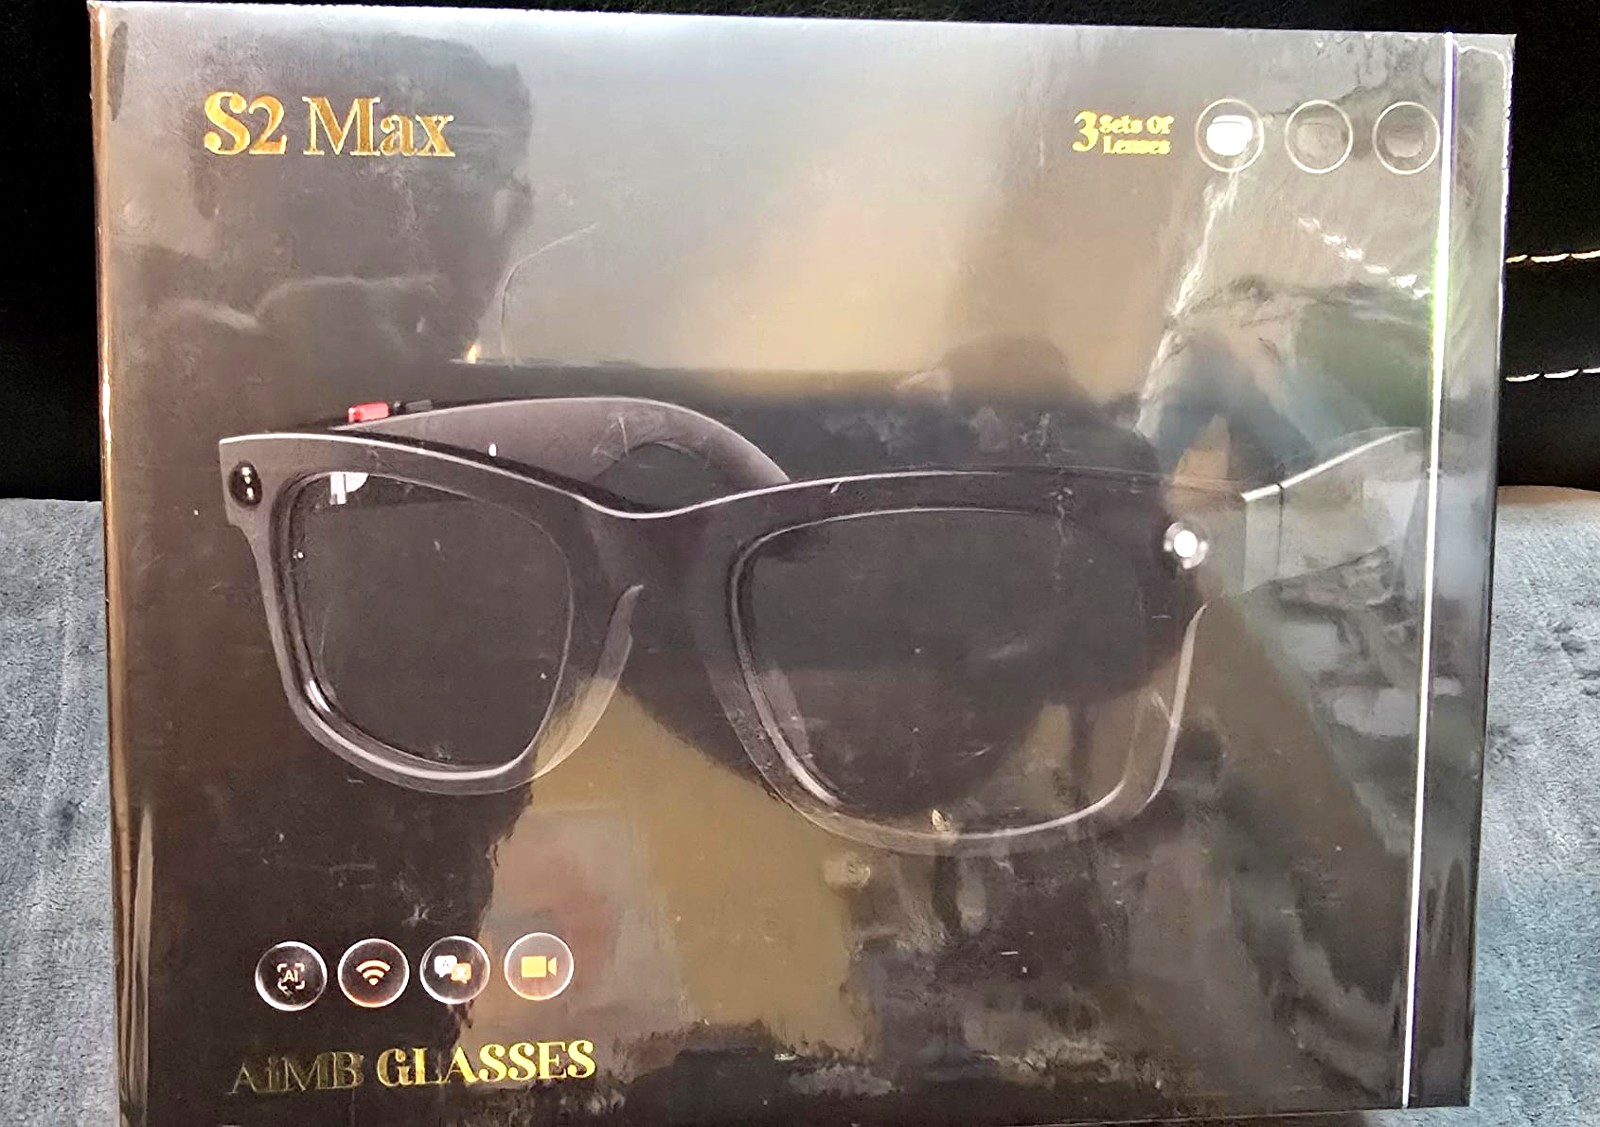 S2 Max
3 Sets Of
Lenses
AI
AiMB GLASSES